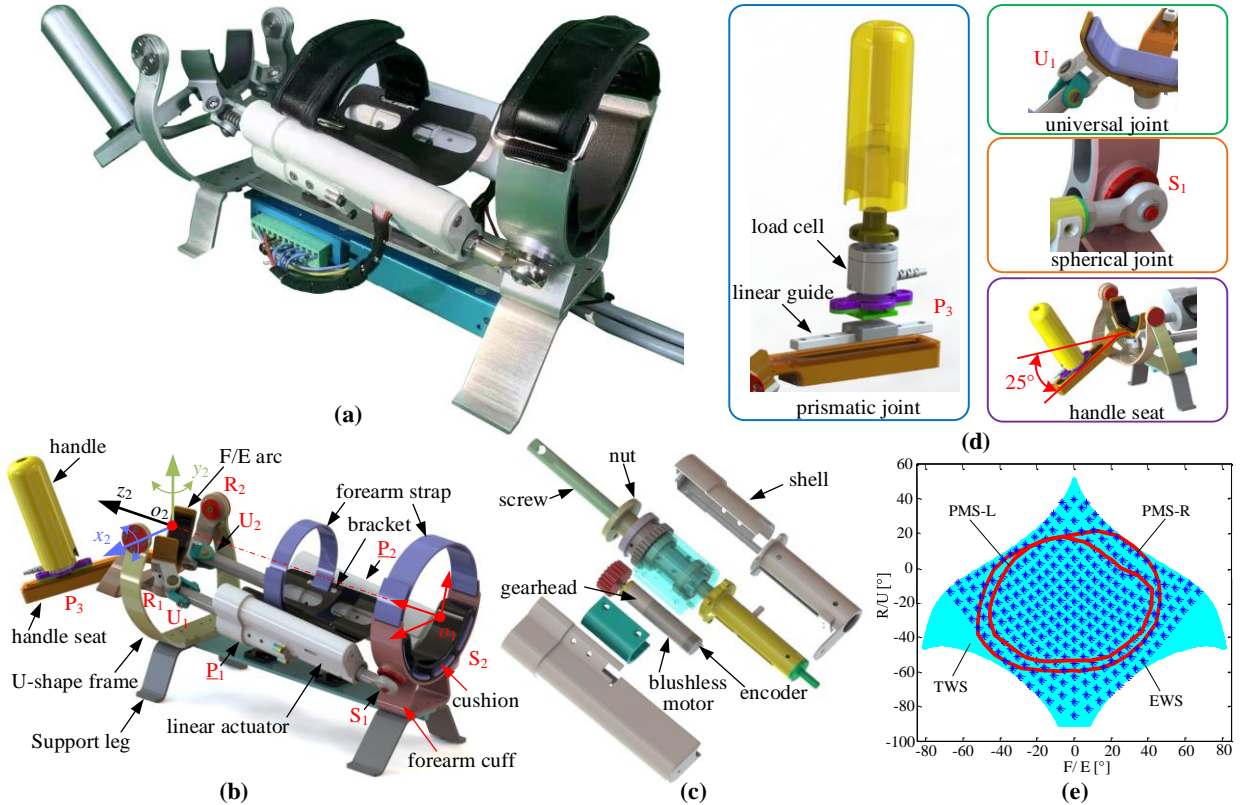 (a)
load cell
linear guide
P3
prismatic joint
U1
universal joint
S1
spherical joint
25°
handle seat
(d)
handle
F/E arc
y2
z2
o2
x2
R2
U2
forearm strap
bracket
P2
P3
R1
U1
handle seat
U-shape frame
P1
Support leg
linear actuator
S1
o1
S2
cushion
forearm cuff
(b)
nut
screw
shell
gearhead
blushless
motor
encoder
(c)
60
40
20
0
-20
-40
-60
-80
-100
R/U [°]
PMS-L
PMS-R
TWS
EWS
-80
-60
-40
-20
0
20
40
60
80
F/E [°]
(e)